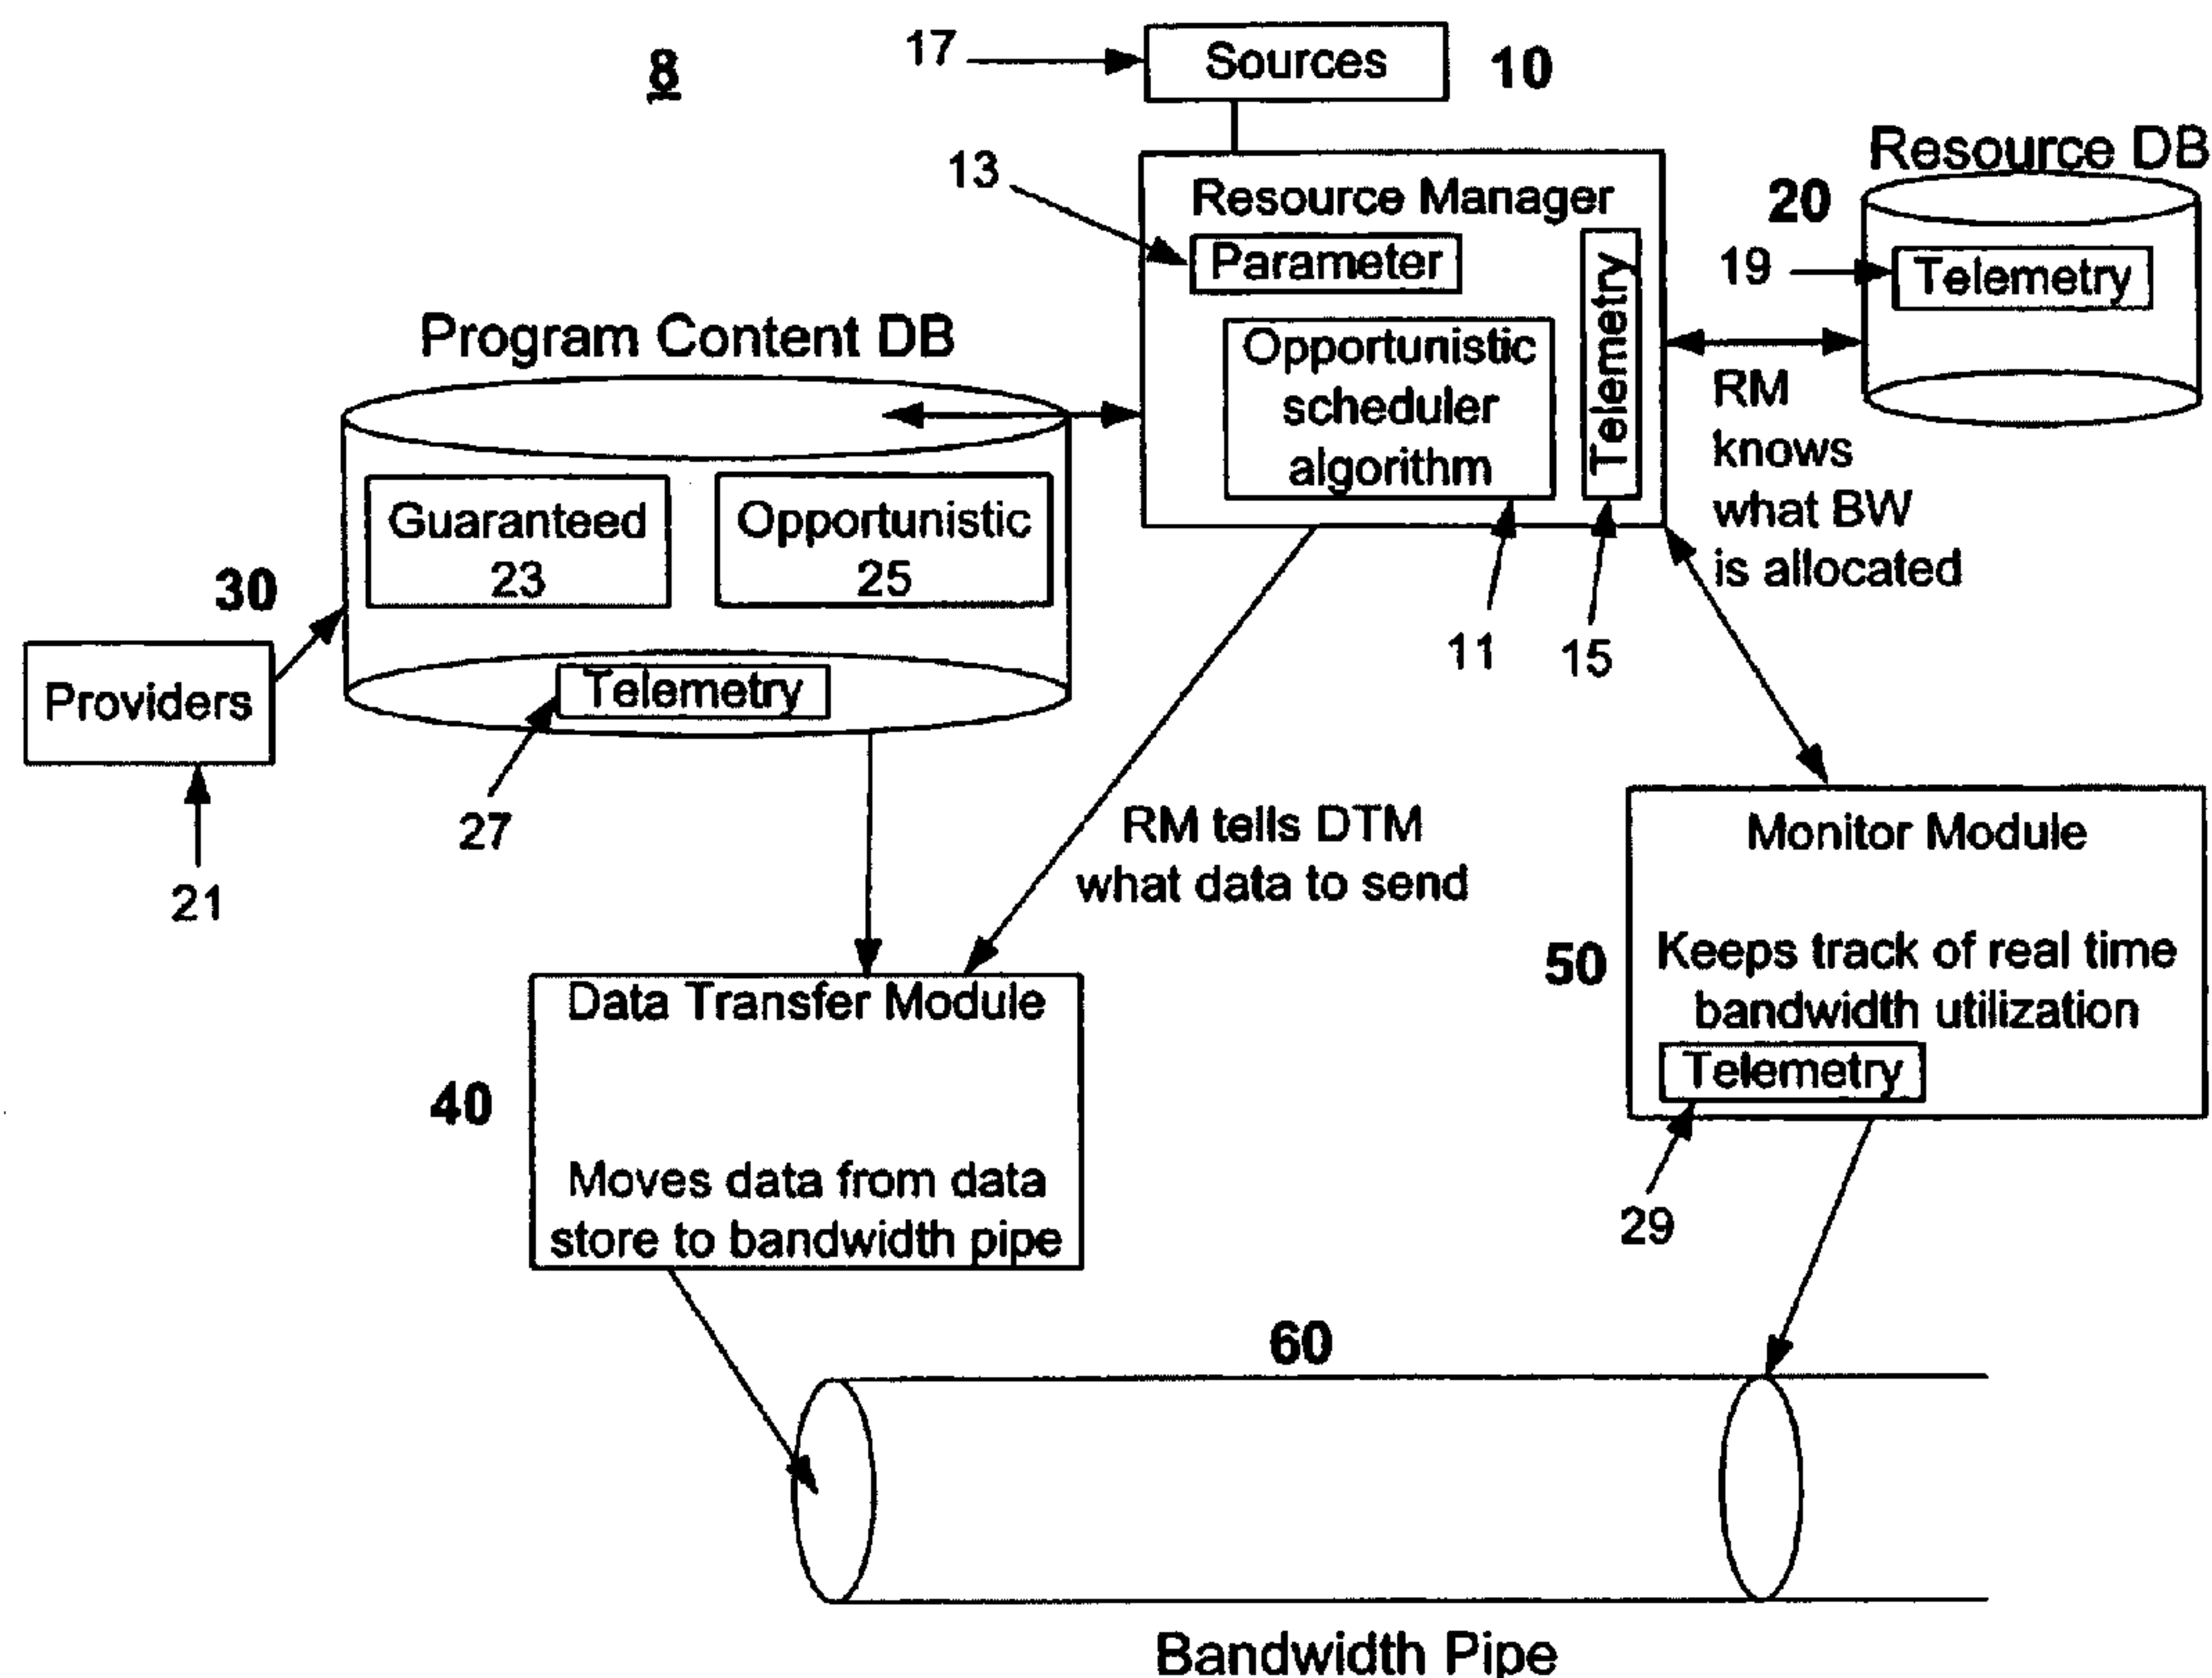 8
17
Sources
10
Resource DB
13
Resource Manager
Parameter
Telemetry
20
19
Telemetry
Program Content DB
Opportunistic
scheduler
algorithm
RM
knows
what BW
is allocated
Guaranteed
23
Opportunistic
25
30
11
15
Providers
Telemetry
27
21
RM tells DTM
what data to send
Monitor Module
50
Keeps track of real time
bandwidth utilization
Telemetry
29
Data Transfer Module
40
Moves data from data
store to bandwidth pipe
60
Bandwidth Pipe